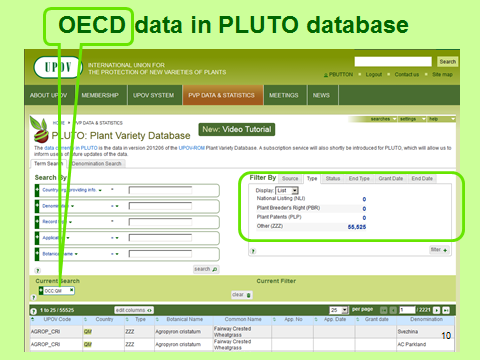 OECD data in PLUTO database
UPOV
INTERNATIONAL UNION FOR
THE PROTECTION OF NEW VARIETIES OF PLANTS
Search
PBUTTON Logout Contact us Site map
ABOUT UPOV MEMBERSHIP UPOV SYSTEM PVP DATA & STATISTICS MEETINGS NEWS
HOME PVP DATA & STATISTICS
searches settings help
PLUTO: Plant Variety Database New: Video Tutorial
The data currently in PLUTO is the data in version 201206 of the UPOV-ROM Plant Variety Database. A subscription service will also shortly be introduced for PLUTO, which will allow us to
inform users of future updates of the data.
Term Search Denomination Search
Search By
Country/org. providing info. =
Denomination =
Record Date =
Application =
Botanical Name =
search
Filter By Source Type Status End Type Grant Date End Date
Display: List
National Listing (NLI) 0
Plant Breeder's Right (PBR) 0
Plant Patents (PLP) 0
Other (ZZZ) 55,525
filter
Current Search
Current Filter
CC:QM
clear
1 to 25 / 55525 edit columns 25 per page 1 / 2221
UPOV Code Country Type Botanical Name Common Name App. No App. Date Grant date Denomination
AGROP_CRI QM ZZZ Agropyron cristatum Fairway Crested Wheatgrass Svezhina
AGROP_CRI QM ZZZ Agropyron cristatum Fairway Crested Wheatgrass AC Parkland
10